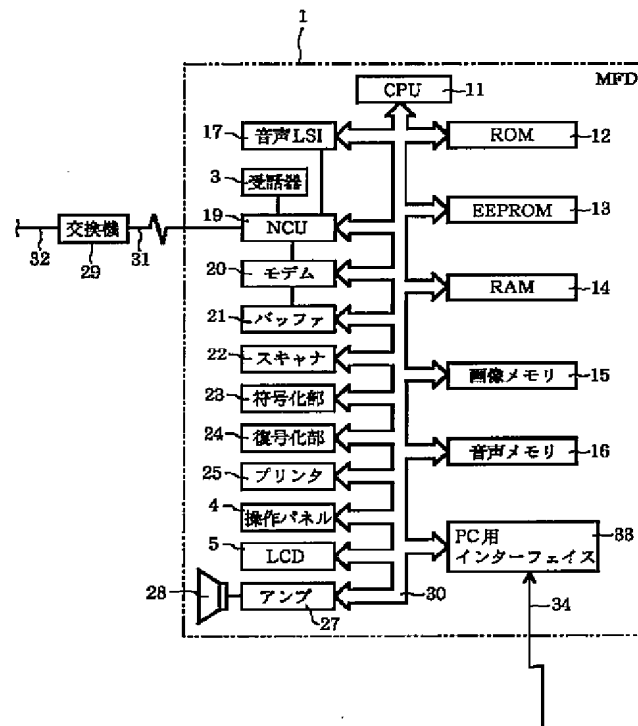 1
MFD
CPU
11
17
音声LSI
ROM
12
3
受話器
EEPROM
13
19
NCU
交換機
32
29
31
20
モデム
RAM
14
21
バッファ
22
スキャナ
画像メモリ
15
23
符号化部
24
復号化部
音声メモリ
16
25
プリンタ
4
操作パネル
PC用
インターフェイス
33
5
LCD
28
アンプ
27
30
34